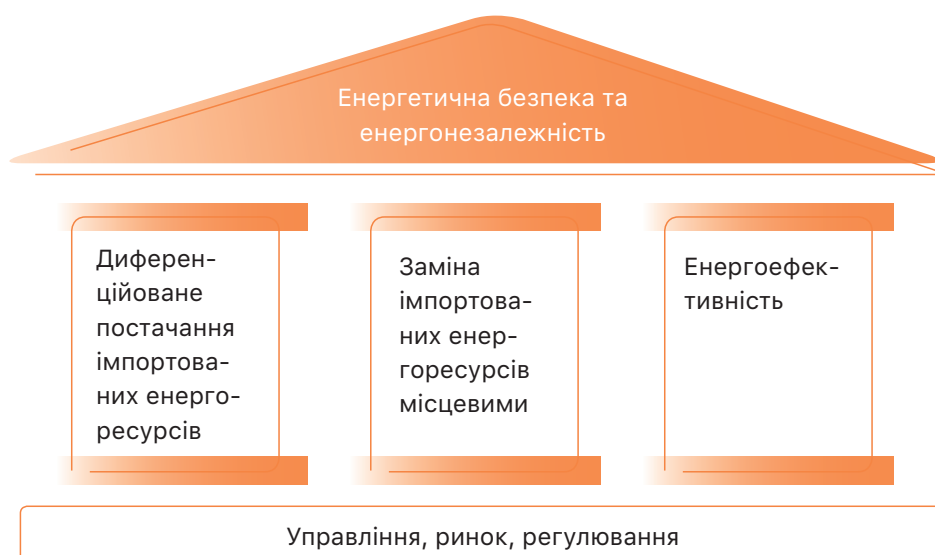 Енергетична безпека та
енергонезалежність
Диферен-
ційоване
постачання
імпортова-
них енерго-
ресурсів
Заміна
імпортова-
них енер-
горесурсів
місцевими
Енергоефек-
тивність
Управління, ринок, регулювання